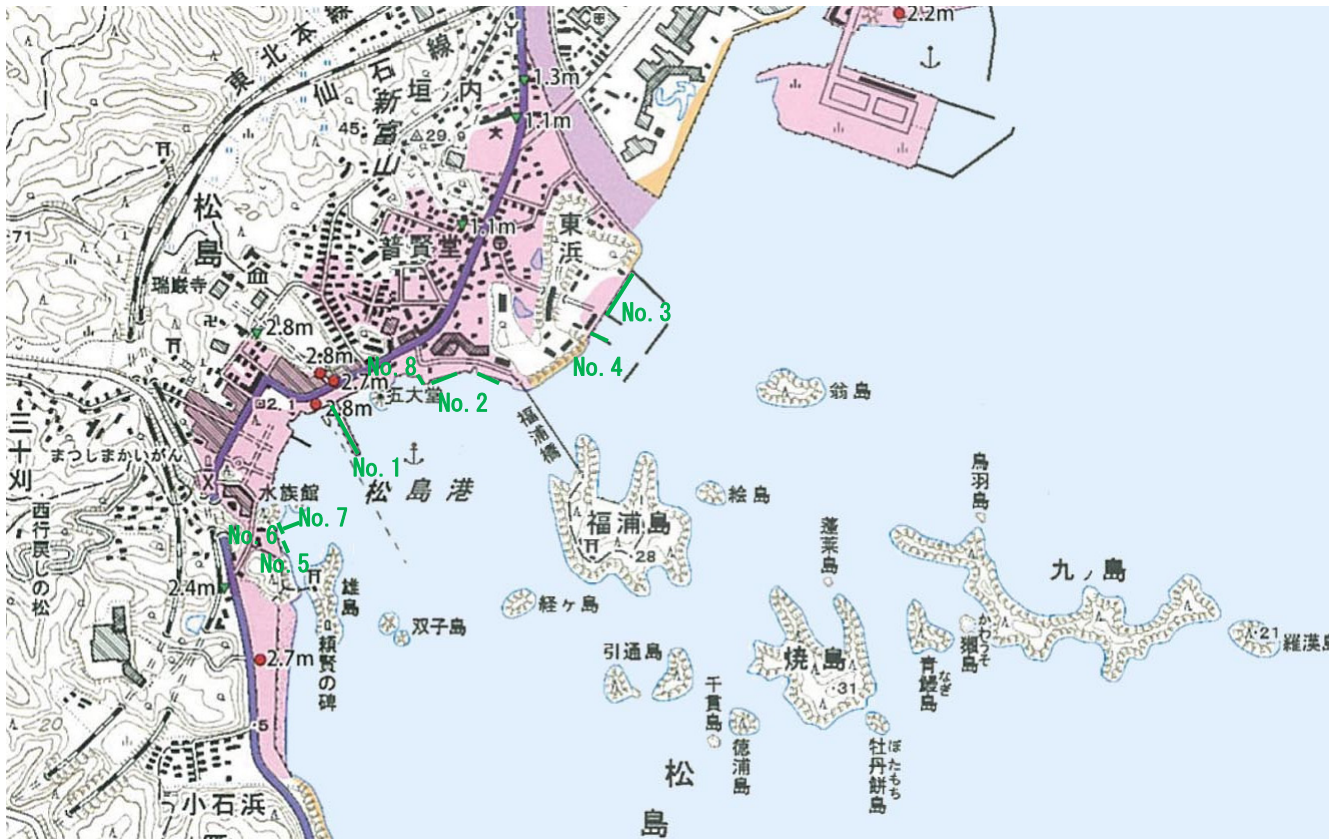 東北本線
仙石線
新富山
垣内
45
29.9
1.3m
1.1m
2.2m
松島
20
71
瑞巌寺
普賢堂
1.1m
東浜
No. 3
No. 4
2.8m
2.8m
2.7m
2.8m
No. 8
五大堂
No. 2
2.1
福浦橋
翁島
三十刈
まつしまかいがん
No. 1
松島港
水族館
No. 7
No. 6
No. 5
西行戻しの松
福浦島
28
絵島
鳥羽島
蓬莱島
九ノ島
2.4m
雄島
頼賢の碑
双子島
経ヶ島
引通島
焼島
31
かわうそ
獺島
なぎ
青鰻島
21
羅漢島
2.7m
千貫島
徳浦島
ぼたもち
牡丹餅島
20
5
小石浜
松島